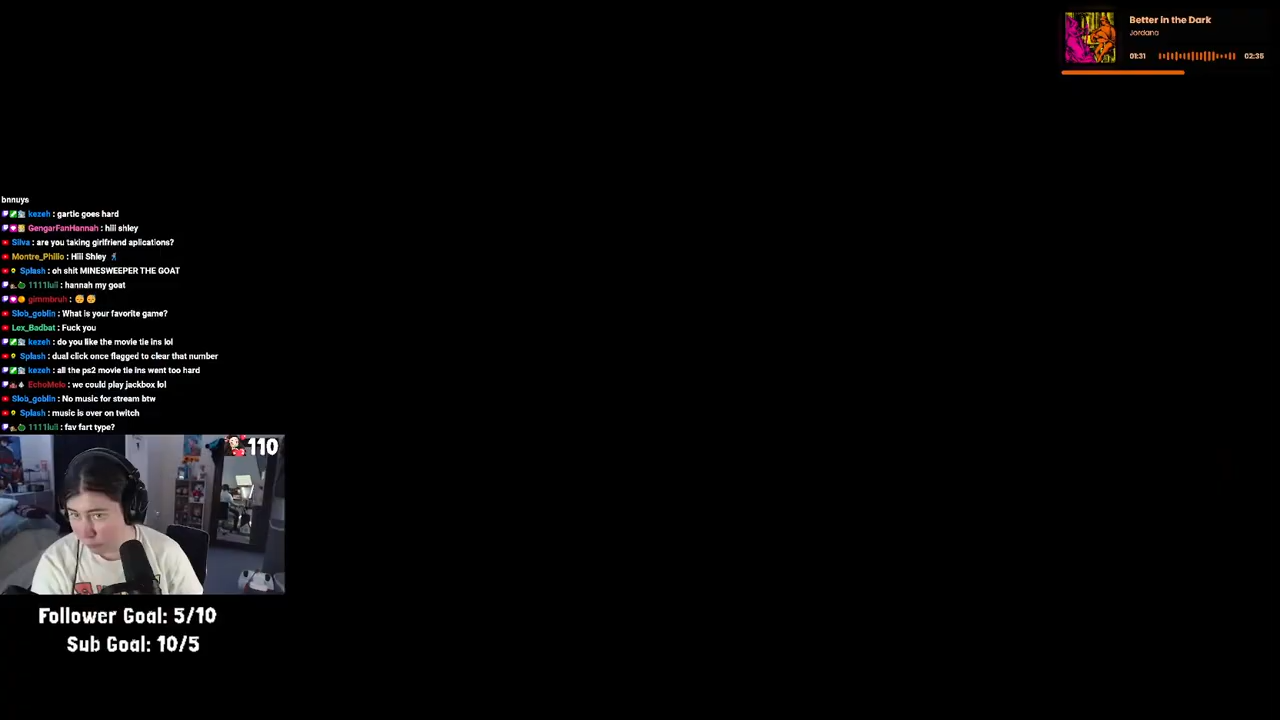 Better in the Dark
Jordana
01:31
02:35
bnnuys
kezeh : gartic goes hard
GengarFanHannah : hiii shley
Silva : are you taking girlfriend aplications?
Montre_Philio : Hiii Shley
Splash : oh shit MINESWEEPER THE GOAT
1111lull : hannah my goat
gimmbruh :
Slob_goblin : What is your favorite game?
Lex_Badbat : Fuck you
kezeh : do you like the movie tie ins lol
Splash : dual click once flagged to clear that number
kezeh : all the ps2 movie tie ins went too hard
EchoMelo : we could play jackbox lol
Slob_goblin : No music for stream btw
Splash : music is over on twitch
1111lull : fav fart type?
110
Follower Goal: 5/10
Sub Goal: 10/5